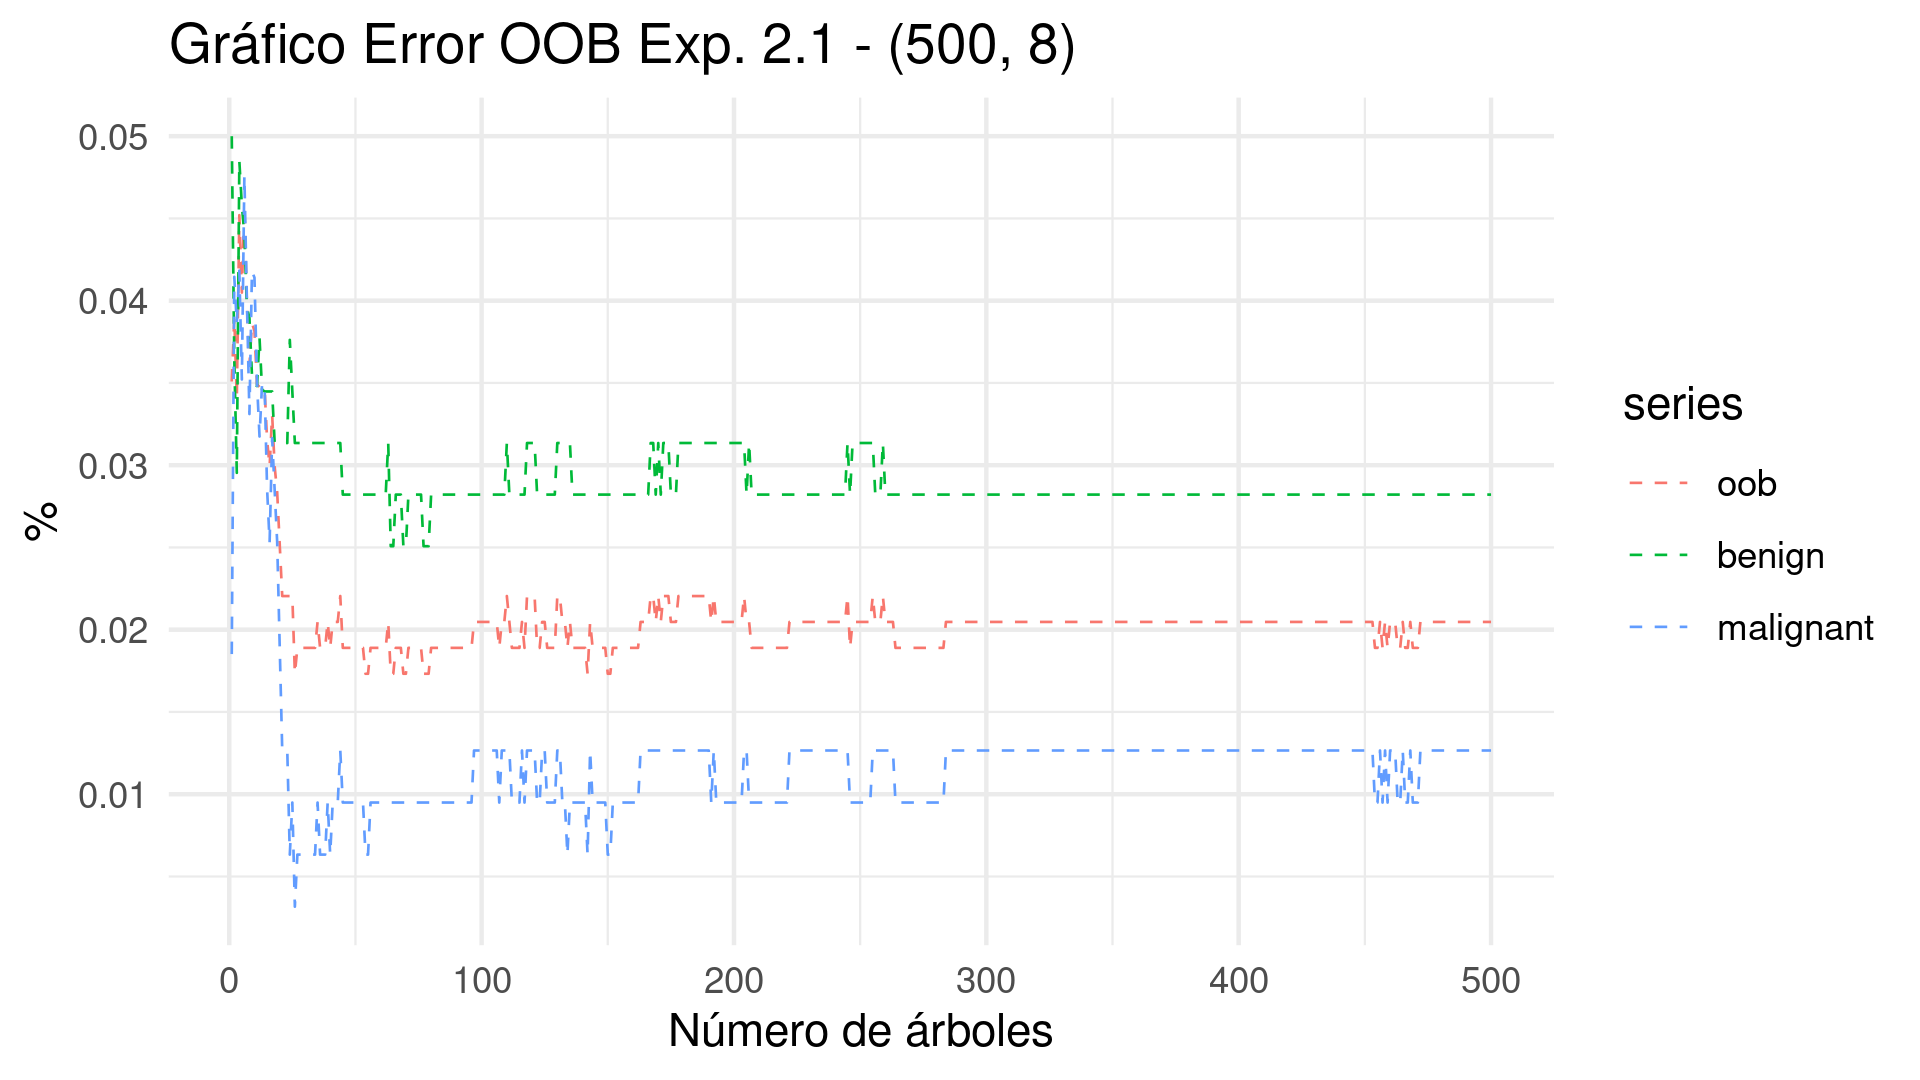 Gráfico Error OOB Exp. 2.1 - (500, 8)
0.05
0.04
0.03
0.02
0.01
%
0 100 200 300 400 500
Número de árboles
series
oob
benign
malignant